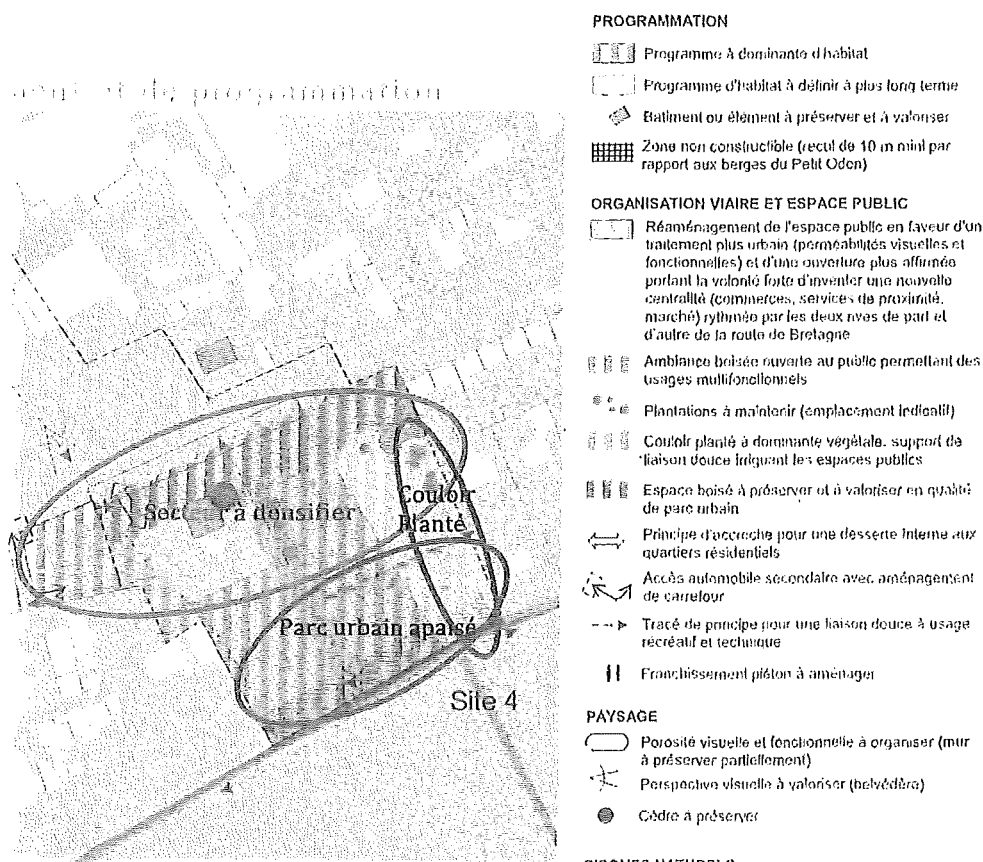 de programmation
Secteur à densifier
Couloir
Planté
Parc urbain apaisé
Site 4
PROGRAMMATION
Programme à dominante d'habitat
Programme d'habitat à définir à plus long terme
Batiment ou élément à préserver et à valoriser
Zone non constructible (recul de 10 m mini par
rapport aux berges du Petit Odon)
ORGANISATION VIAIRE ET ESPACE PUBLIC
Réaménagement de l'espace public en faveur d'un
traitement plus urbain (perméabilités visuelles et
fonctionnelles) et d'une ouverture plus affirmée
portant la volonté forte d'inventer une nouvelle
centralité (commerces, services de proximité,
marché) rythmée par les deux rives de part et
d'autre de la route de Bretagne
Ambiance boisée ouverte au public permettant des
usages multifonctionnels
Plantations à maintenir (emplacement indicatif)
Couloir planté à dominante végétale, support de
liaison douce irriguant les espaces publics
Espace boisé à préserver et à valoriser en qualité
de parc urbain
Principe d'accroche pour une desserte interne aux
quartiers résidentiels
Accès automobile secondaire avec aménagement
de carrefour
Tracé de principe pour une liaison douce à usage
récréatif et technique
Franchissement piéton à aménager
PAYSAGE
Porosité visuelle et fonctionnelle à organiser (mur
à préserver partiellement)
Perspective visuelle à valoriser (belvédère)
Cèdre à préserver